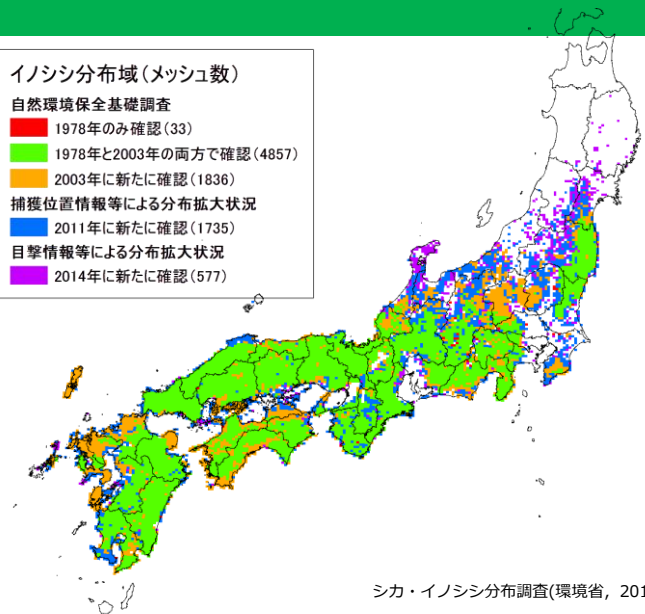 イノシシ分布域(メッシュ数)
自然環境保全基礎調査
1978年のみ確認(33)
1978年と2003年の両方で確認(4857)
2003年に新たに確認(1836)
捕獲位置情報等による分布拡大状況
2011年に新たに確認(1735)
目撃情報等による分布拡大状況
2014年に新たに確認(577)
シカ・イノシシ分布調査(環境省，201